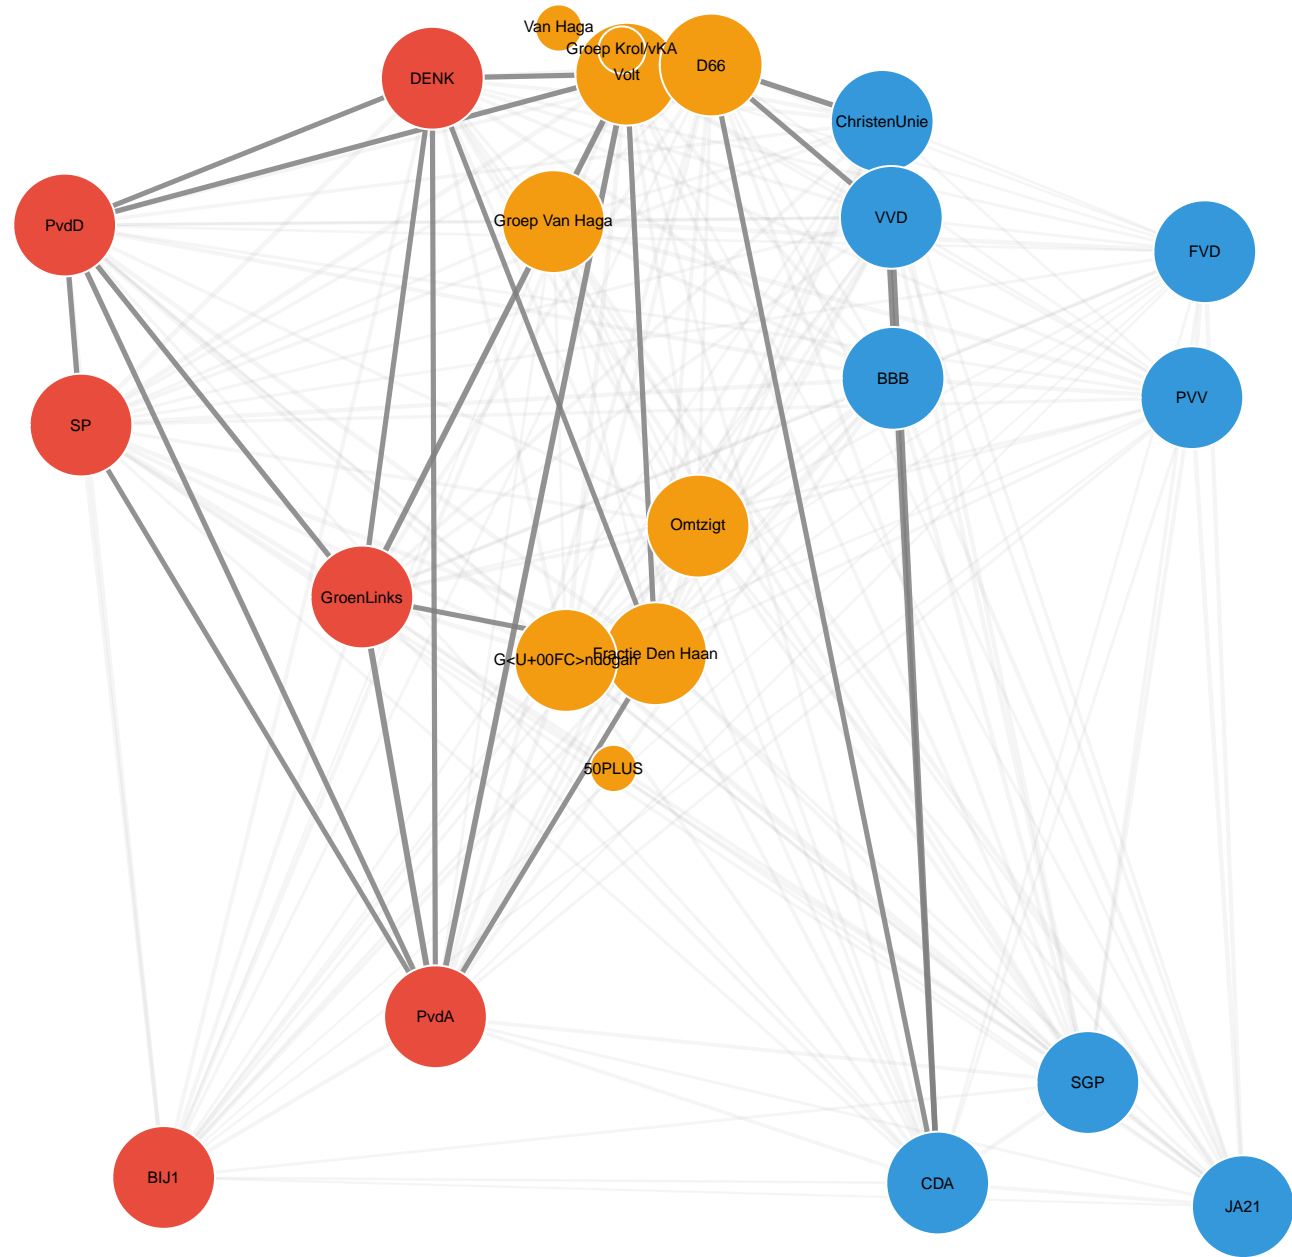 Van Haga
Groep Krol/vKA
D66
Volt
DENK
ChristenUnie
VVD
Groep Van Haga
PvdD
FVD
BBB
PVV
SP
Omtzigt
GroenLinks
Fractie Den Haan
G<U+00FC>ndogan
50PLUS
PvdA
SGP
BIJ1
CDA
JA21